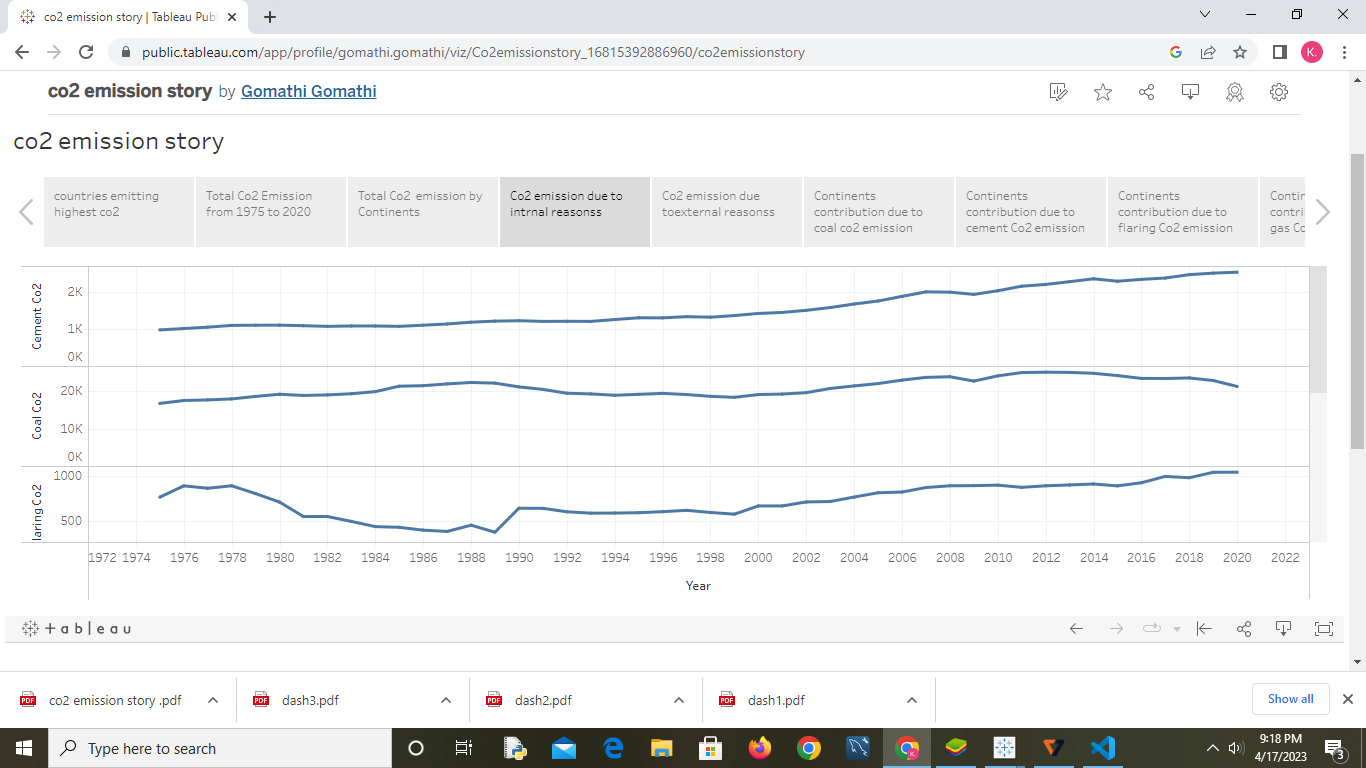 co2 emission story | Tableau Publ
public.tableau.com/app/profile/gomathi.gomathi/viz/Co2emissionstory_16815392886960/co2emissionstory
K.
co2 emission story by Gomathi Gomathi
co2 emission story
countries emitting
highest co2
Total Co2 Emission
from 1975 to 2020
Total Co2 emission by
Continents
Co2 emission due to
intrnal reasonss
Co2 emission due
toexternal reasonss
Continents
contribution due to
coal co2 emission
Continents
contribution due to
cement Co2 emission
Continents
contribution due to
flaring Co2 emission
Contin
contri
gas Co
Cement Co2
2K
1K
0K
Coal Co2
20K
10K
0K
laring Co2
1000
500
1972 1974 1976 1978 1980 1982 1984 1986 1988 1990 1992 1994 1996 1998 2000 2002 2004 2006 2008 2010 2012 2014 2016 2018 2020 2022
Year
+ a b | e a u
co2 emission story .pdf
dash3.pdf
dash2.pdf
dash1.pdf
Show all
Type here to search
9:18 PM
4/17/2023
3